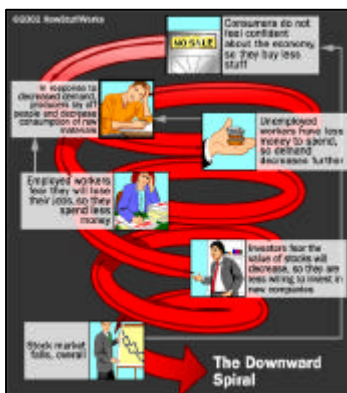 ©2002 HowStuffWorks
Consumers do not
feel confident
about the economy,
so they buy less
stuff
NO SALE
In response to
decreased demand,
producers lay off
people and decrease
consumption of raw
materials
Unemployed
workers have less
money to spend,
so demand
decreases further
Employed workers
fear they will lose
their jobs, so they
spend less
money
Investors fear the
value of stocks will
decrease, so they are
less willing to invest in
new companies
Stock market
falls, overall
The Downward
Spiral